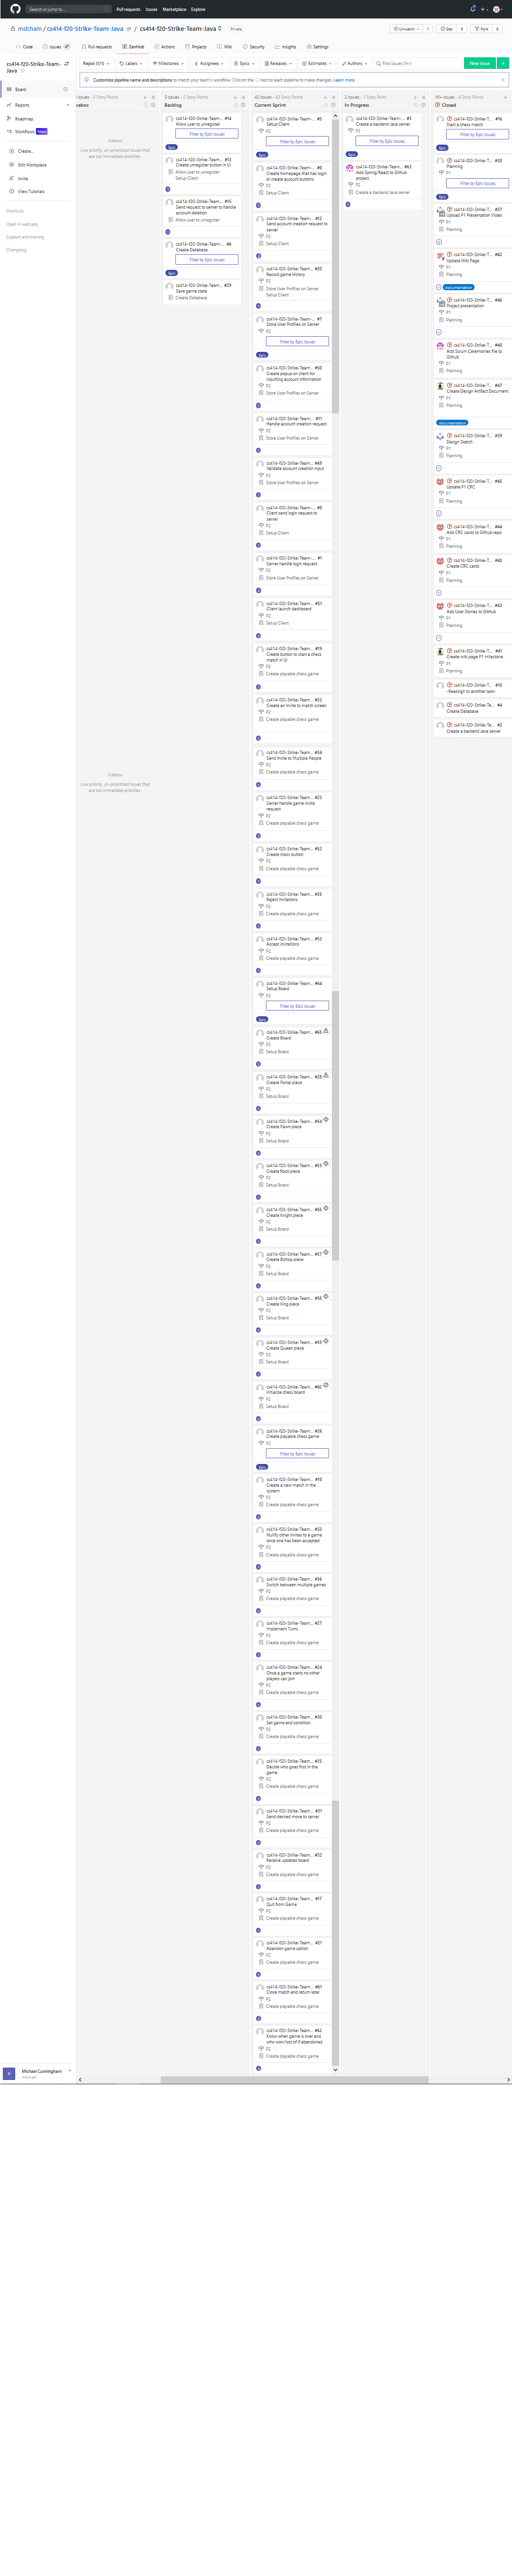 Search or jump to...
Pull requests
Issues
Marketplace
Explore
mdcham / cs414-f20-Strike-Team-Java
/ cs414-f20-Strike-Team-Java
Private
Unwatch
1
Star
0
Fork
0
Code
Issues 47
Pull requests
ZenHub
Actions
Projects
Wiki
Security
Insights
Settings
cs414-f20-Strike-Team-
Java
Board
Reports
Roadmap
Workflows New
Create...
Edit Workspace
Invite
View Tutorials
Shortcuts
Open in web app
Support and training
Changelog
Repos (1/1)
Labels
Milestones
Assignees
Epics
Releases
Estimates
Authors
Find Issues (f+i)
New Issue
Customize pipeline name and descriptions to match your team's workflow. Click on the
next to each pipeline to make changes. Learn more
Icebox
Low priority, un-prioritized issues that
are not immediate priorities.
Icebox
Low priority, un-prioritized issues that
are not immediate priorities.
5 Issues · 2 Story Points
Backlog
cs414-f20-Strike-Team... #14
Allow user to unregister
Filter by Epic Issues
Epic
cs414-f20-Strike-Team... #13
Create unregister button in UI
Allow user to unregister
Setup Client
cs414-f20-Strike-Team... #15
Send request to server to handle
account deletion
Allow user to unregister
cs414-f20-Strike-Team-... #6
Create Database
Filter by Epic Issues
Epic
cs414-f20-Strike-Team... #29
Save game state
Create Database
42 Issues · 43 Story Points
Current Sprint
cs414-f20-Strike-Team-... #5
Setup Client
P2
Filter by Epic Issues
Epic
cs414-f20-Strike-Team-... #8
Create homepage that has login
or create account buttons
P2
Setup Client
cs414-f20-Strike-Team... #12
Send account creation request to
server
P2
Setup Client
cs414-f20-Strike-Team... #20
Record game History
P2
Store User Profiles on Server
Setup Client
cs414-f20-Strike-Team-... #7
Store User Profiles on Server
P2
Filter by Epic Issues
Epic
cs414-f20-Strike-Team... #50
Create popup on client for
inputting account information
P2
Store User Profiles on Server
cs414-f20-Strike-Team... #11
Handle account creation request
P2
Store User Profiles on Server
cs414-f20-Strike-Team... #49
Validate account creation input
P2
Store User Profiles on Server
cs414-f20-Strike-Team-... #9
Client send login request to
server
P2
Setup Client
cs414-f20-Strike-Team-... #1
Server handle login request
P2
Store User Profiles on Server
cs414-f20-Strike-Team... #51
Client launch dashboard
P2
Setup Client
cs414-f20-Strike-Team... #19
Create button to start a chess
match in UI
P2
Create playable chess game
cs414-f20-Strike-Team... #22
Create an invite to match screen
P2
Create playable chess game
cs414-f20-Strike-Team... #34
Send Invite to Multiple People
P2
Create playable chess game
cs414-f20-Strike-Team... #23
Server handle game invite
request
P2
Create playable chess game
cs414-f20-Strike-Team... #52
Create inbox button
P2
Create playable chess game
cs414-f20-Strike-Team... #35
Reject Invitations
P2
Create playable chess game
cs414-f20-Strike-Team... #53
Accept Invitations
P2
Create playable chess game
cs414-f20-Strike-Team... #64
Setup Board
P2
Filter by Epic Issues
Epic
cs414-f20-Strike-Team... #65
Create Board
P2
Setup Board
cs414-f20-Strike-Team... #28
Create Portal piece
P2
Setup Board
cs414-f20-Strike-Team... #54
Create Pawn piece
P2
Setup Board
cs414-f20-Strike-Team... #55
Create Rook piece
P2
Setup Board
cs414-f20-Strike-Team... #56
Create Knight piece
P2
Setup Board
cs414-f20-Strike-Team... #57
Create Bishop piece
P2
Setup Board
cs414-f20-Strike-Team... #58
Create King piece
P2
Setup Board
cs414-f20-Strike-Team... #59
Create Queen piece
P2
Setup Board
cs414-f20-Strike-Team... #60
Initialize chess board
P2
Setup Board
cs414-f20-Strike-Team... #26
Create playable chess game
P2
Filter by Epic Issues
Epic
cs414-f20-Strike-Team... #18
Create a new match in the
system
P2
Create playable chess game
cs414-f20-Strike-Team... #33
Nullify other invites to a game
once one has been accepted
P2
Create playable chess game
cs414-f20-Strike-Team... #36
Switch between multiple games
P2
Create playable chess game
cs414-f20-Strike-Team... #27
Implement Turns
P2
Create playable chess game
cs414-f20-Strike-Team... #24
Once a game starts no other
players can join
P2
Create playable chess game
cs414-f20-Strike-Team... #30
Set game end condition
P2
Create playable chess game
cs414-f20-Strike-Team... #25
Decide who goes first in the
game
P2
Create playable chess game
cs414-f20-Strike-Team... #31
Send desired move to server
P2
Create playable chess game
cs414-f20-Strike-Team... #32
Receive updated board
P2
Create playable chess game
cs414-f20-Strike-Team... #17
Quit from Game
P2
Create playable chess game
cs414-f20-Strike-Team... #21
Abandon game option
P2
Create playable chess game
cs414-f20-Strike-Team... #61
Close match and return later
P2
Create playable chess game
cs414-f20-Strike-Team... #62
Know when game is over and
who won/lost of if abandoned
P2
Create playable chess game
2 Issues · 1 Story Point
In Progress
cs414-f20-Strike-Team-... #3
Create a backend Java server
P2
Filter by Epic Issues
Epic
cs414-f20-Strike-Team... #63
Add Spring/React to Github
project
P2
Create a backend Java server
Closed
cs414-f20-Strike-T... #16
Start a chess match
Filter by Epic Issues
Epic
cs414-f20-Strike-T... #38
Planning
P1
Filter by Epic Issues
Epic
cs414-f20-Strike-T... #37
Upload P1 Presentation Video
P1
Planning
cs414-f20-Strike-T... #42
Update Wiki Page
P1
Planning
documentation
cs414-f20-Strike-T... #46
Project presentation
P1
Planning
cs414-f20-Strike-T... #48
Add Scrum Ceremonies file to
Github
P1
Planning
cs414-f20-Strike-T... #47
Create Design Artifact Document
P1
Planning
documentation
cs414-f20-Strike-T... #39
Design Sketch
P1
Planning
cs414-f20-Strike-T... #45
Update P1 CRC
P1
Planning
cs414-f20-Strike-T... #44
Add CRC cards to Github repo
P1
Planning
cs414-f20-Strike-T... #40
Create CRC cards
P1
Planning
cs414-f20-Strike-T... #43
Add User Stories to GitHub
P1
Planning
cs414-f20-Strike-T... #41
Create wiki page P1 milestone
P1
Planning
cs414-f20-Strike-T... #10
-Reassign to another task-
cs414-f20-Strike-Te... #4
Create Database
cs414-f20-Strike-Te... #2
Create a backend Java server
Michael Cunningham
mdcham